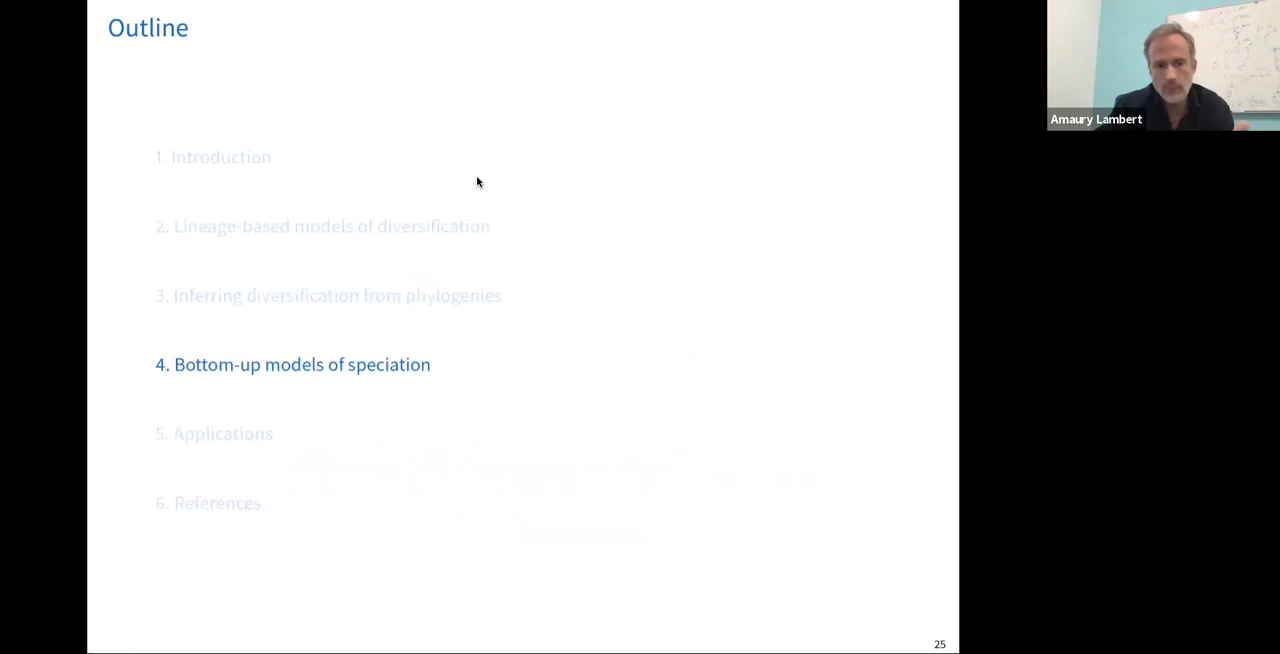 Outline
1. Introduction
2. Lineage-based models of diversification
3. Inferring diversification from phylogenies
4. Bottom-up models of speciation
5. Applications
6. References
25
Amaury Lambert